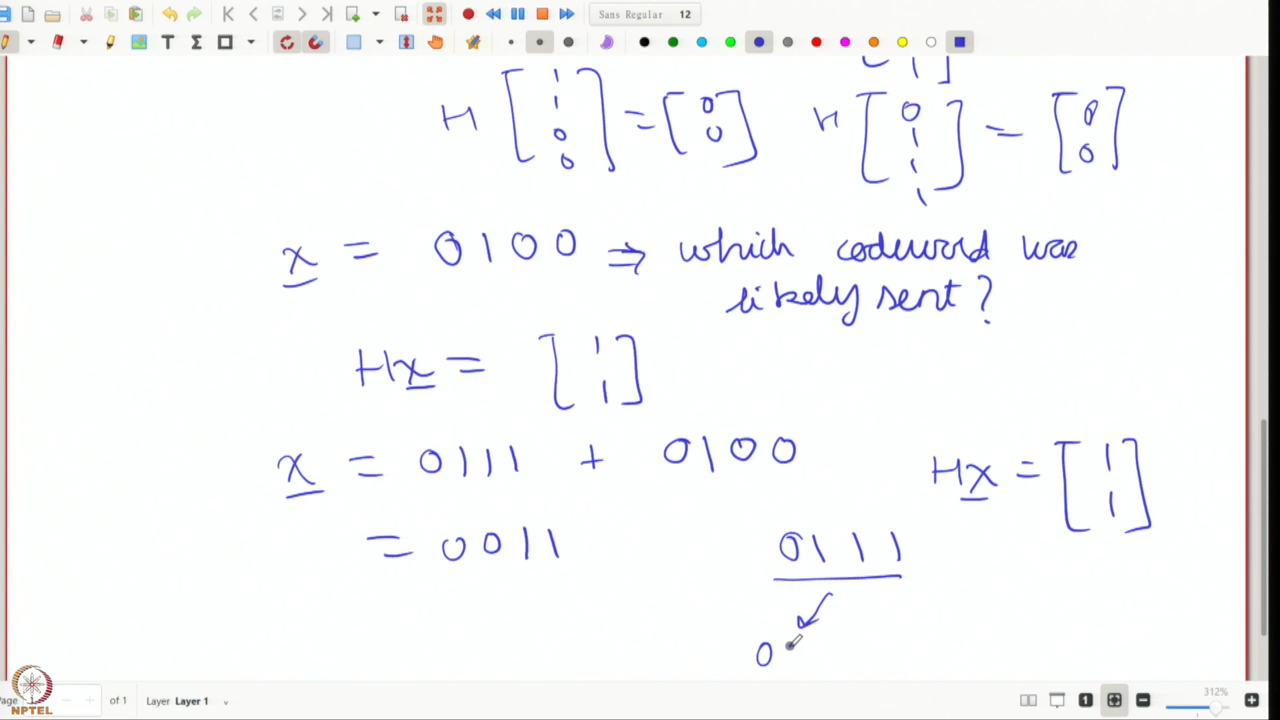 Sans Regular 12
H [1 1 0 0] = [0 0] H [0 1 1 1] = [0 0]
x = 0100 ⇒ which codeword was
likely sent?
Hx = [1 1]
x = 0111 + 0100 Hx = [1 1]
= 0011 0111
0
NPTEL
Page of 1 Layer Layer 1 312%